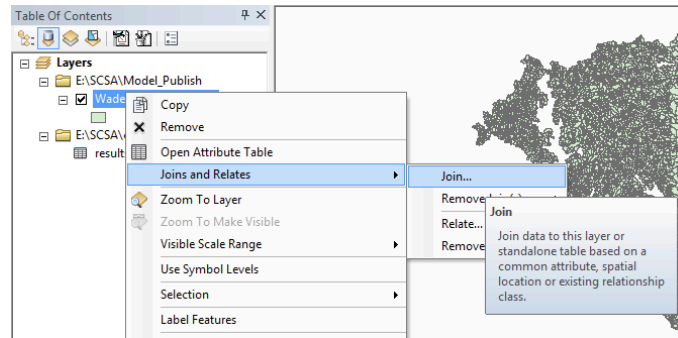 Table Of Contents
Layers
E:\SCSA\Model_Publish
Wade
E:\SCSA\
result
Copy
Remove
Open Attribute Table
Joins and Relates
Zoom To Layer
Zoom To Make Visible
Visible Scale Range
Use Symbol Levels
Selection
Label Features
Join...
Remove
Relate...
Remove
Join
Join data to this layer or
standalone table based on a
common attribute, spatial
location or existing relationship
class.